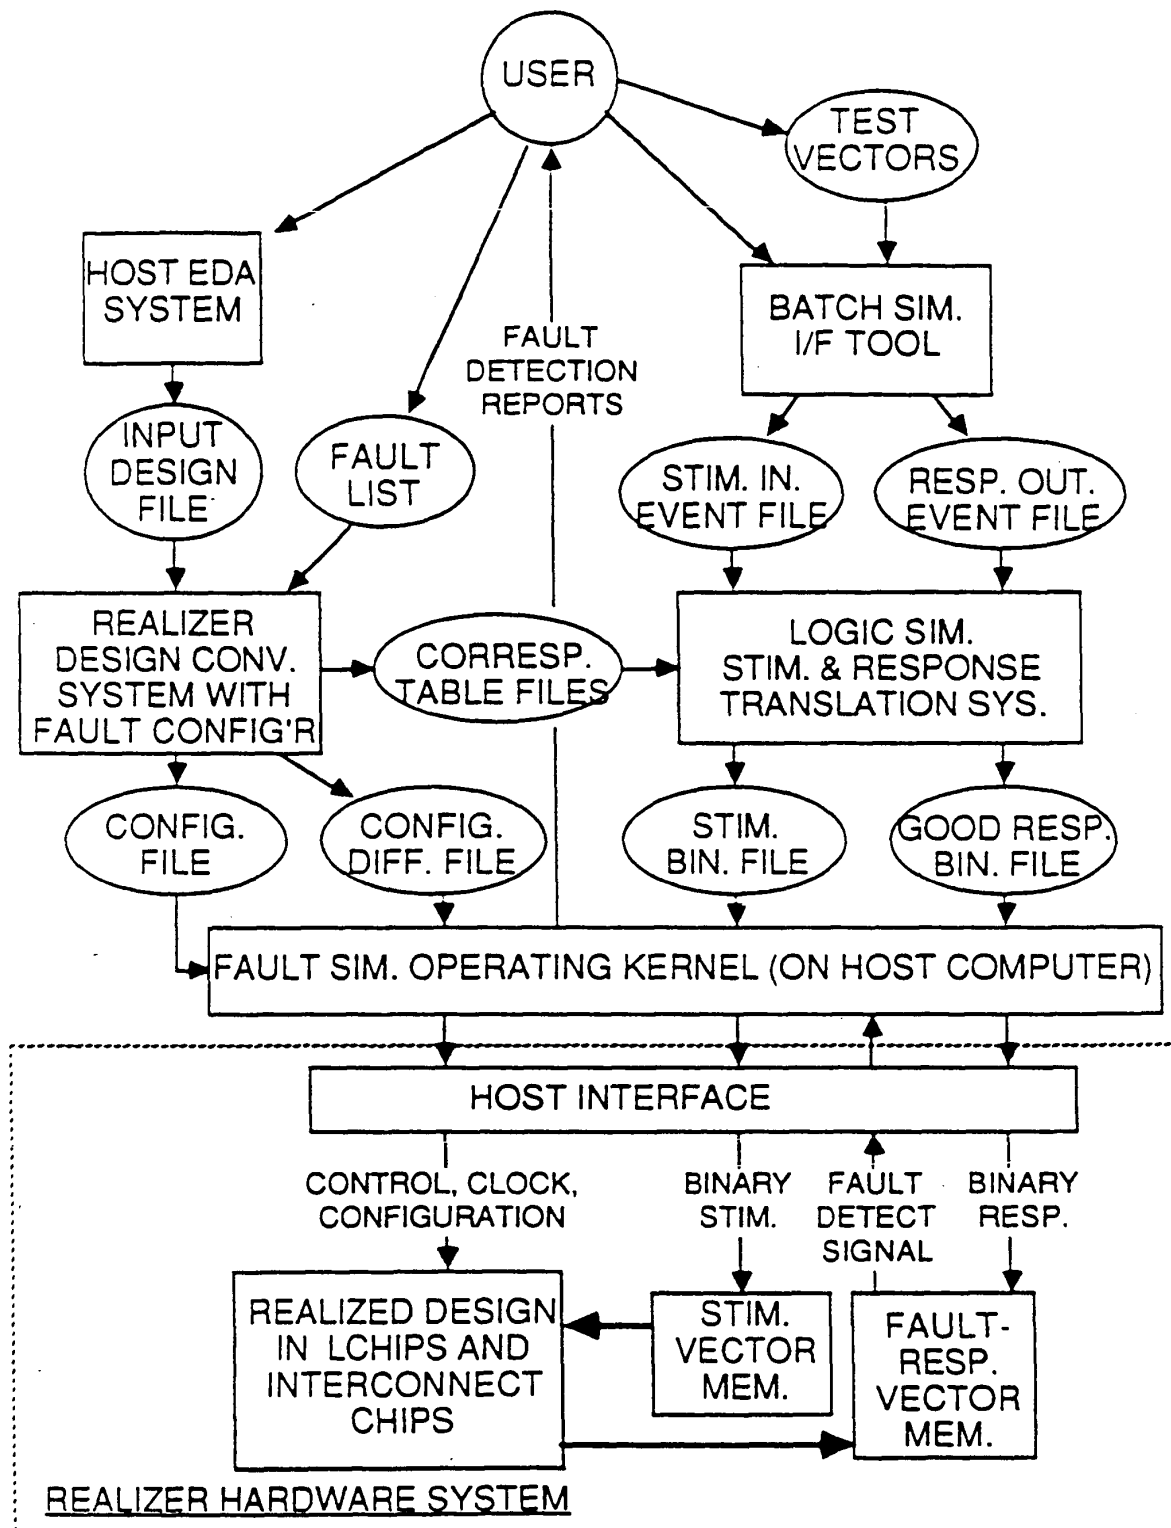 USER
TEST
VECTORS
HOST EDA
SYSTEM
BATCH SIM.
I/F TOOL
FAULT
DETECTION
REPORTS
INPUT
DESIGN
FILE
FAULT
LIST
STIM. IN.
EVENT FILE
RESP. OUT.
EVENT FILE
REALIZER
DESIGN CONV.
SYSTEM WITH
FAULT CONFIG'R
CORRESP.
TABLE FILES
LOGIC SIM.
STIM. & RESPONSE
TRANSLATION SYS.
CONFIG.
FILE
CONFIG.
DIFF. FILE
STIM.
BIN. FILE
GOOD RESP.
BIN. FILE
FAULT SIM. OPERATING KERNEL (ON HOST COMPUTER)
HOST INTERFACE
CONTROL, CLOCK,
CONFIGURATION
BINARY
STIM.
FAULT
DETECT
SIGNAL
BINARY
RESP.
REALIZED DESIGN
IN LCHIPS AND
INTERCONNECT
CHIPS
STIM.
VECTOR
MEM.
FAULT-
RESP.
VECTOR
MEM.
REALIZER HARDWARE SYSTEM